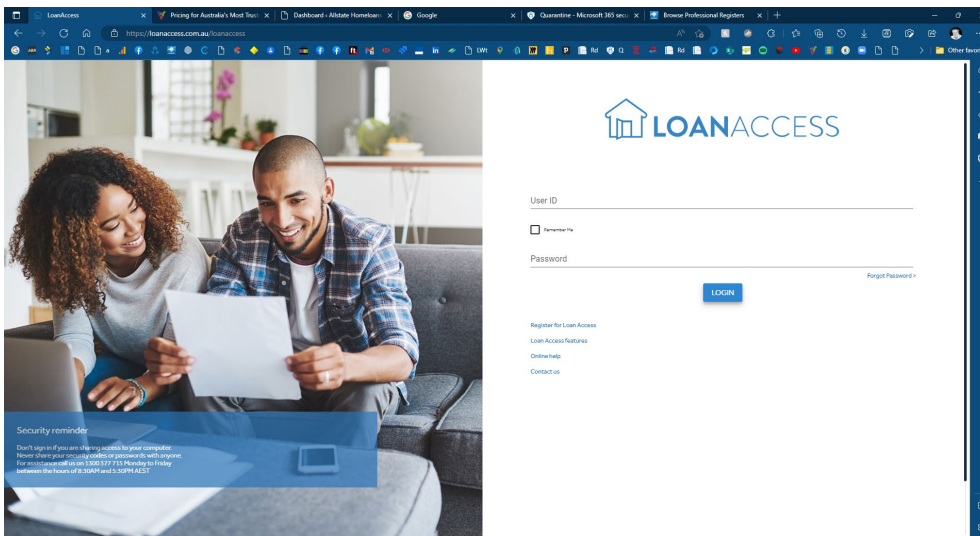 LoanAccess
Pricing for Australia's Most Trust
Dashboard ‹ Allstate Homeloans
Google
Quarantine - Microsoft 365 secu
Browse Professional Registers
https://loanaccess.com.au/loanaccess
Other favor
LOANACCESS
User ID
Remember Me
Password
Forgot Password >
LOGIN
Register for Loan Access
Loan Access features
Online help
Contact us
Security reminder
Don't sign in if you are sharing access to your computer.
Never share your security codes or passwords with anyone.
For assistance call us on 1300 377 715 Monday to Friday
between the hours of 8:30AM and 5:30PM AEST